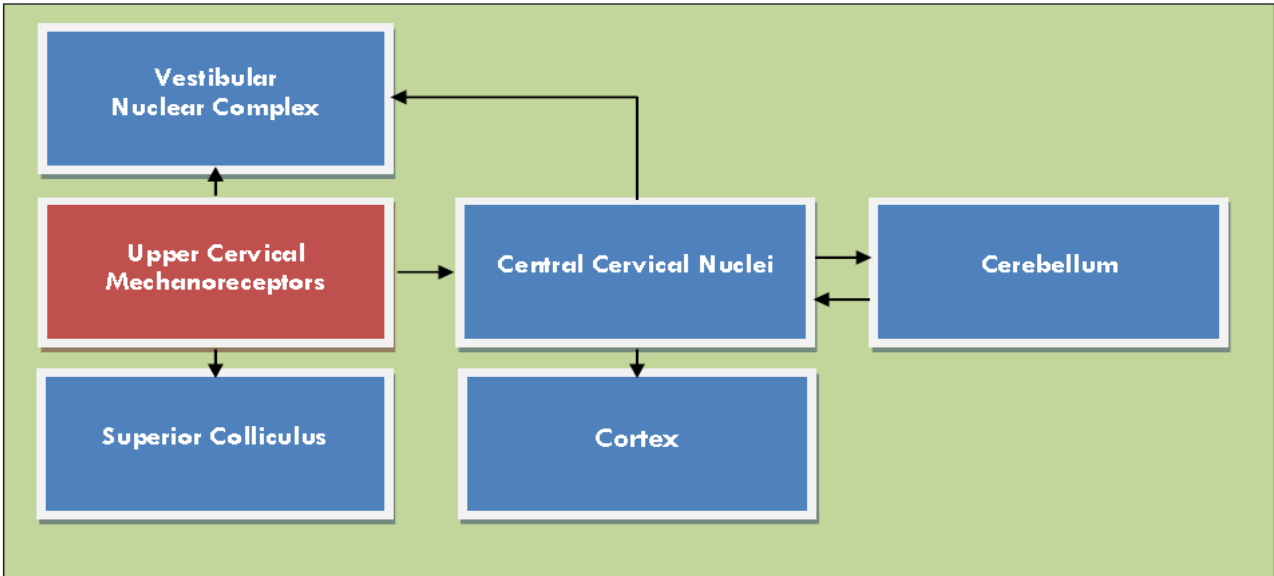 Vestibular
Nuclear Complex
Upper Cervical
Mechanoreceptors
Central Cervical Nuclei
Cerebellum
Superior Colliculus
Cortex